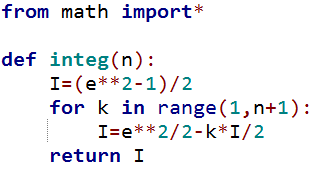 from math import*
def integ(n):
    I=(e**2-1)/2
    for k in range(1,n+1):
        I=e**2/2-k*I/2
    return I